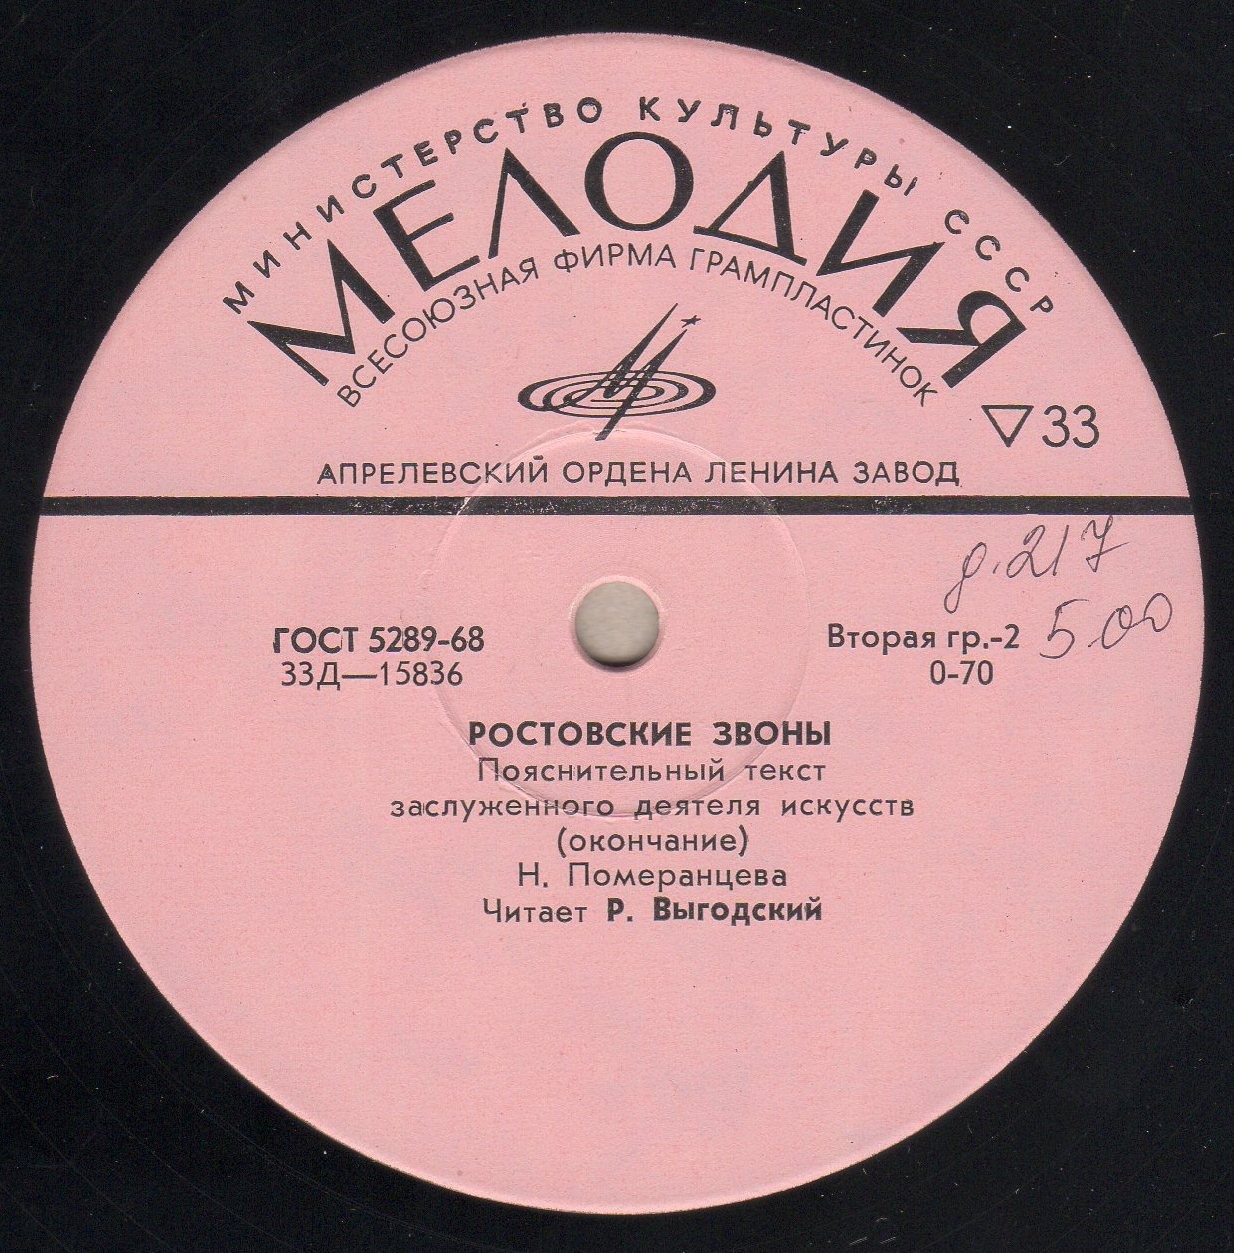 МИНИСТЕРСТВО КУЛЬТУРЫ СССР
МЕЛОДИЯ
ВСЕСОЮЗНАЯ ФИРМА ГРАМПЛАСТИНОК
33
АПРЕЛЕВСКИЙ ОРДЕНА ЛЕНИНА ЗАВОД
д.217
ГОСТ 5289-68
33Д—15836
Вторая гр.-2
5.00
0-70
РОСТОВСКИЕ ЗВОНЫ
Пояснительный текст
заслуженного деятеля искусств
(окончание)
Н. Померанцева
Читает Р. Выгодский